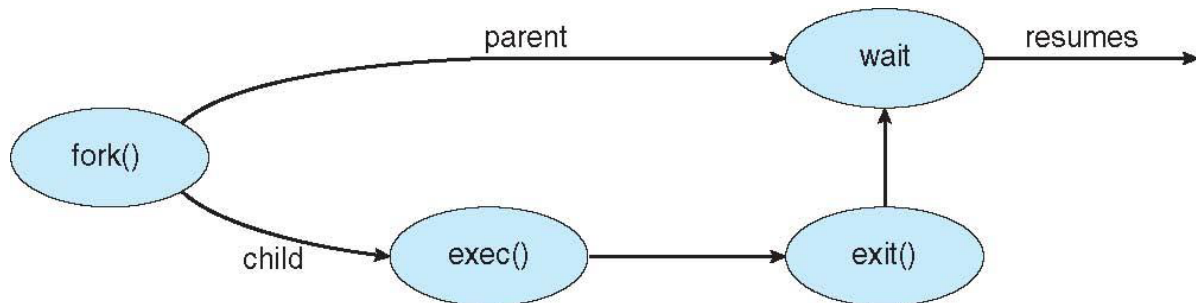 parent
wait
resumes
fork()
child
exec()
exit()